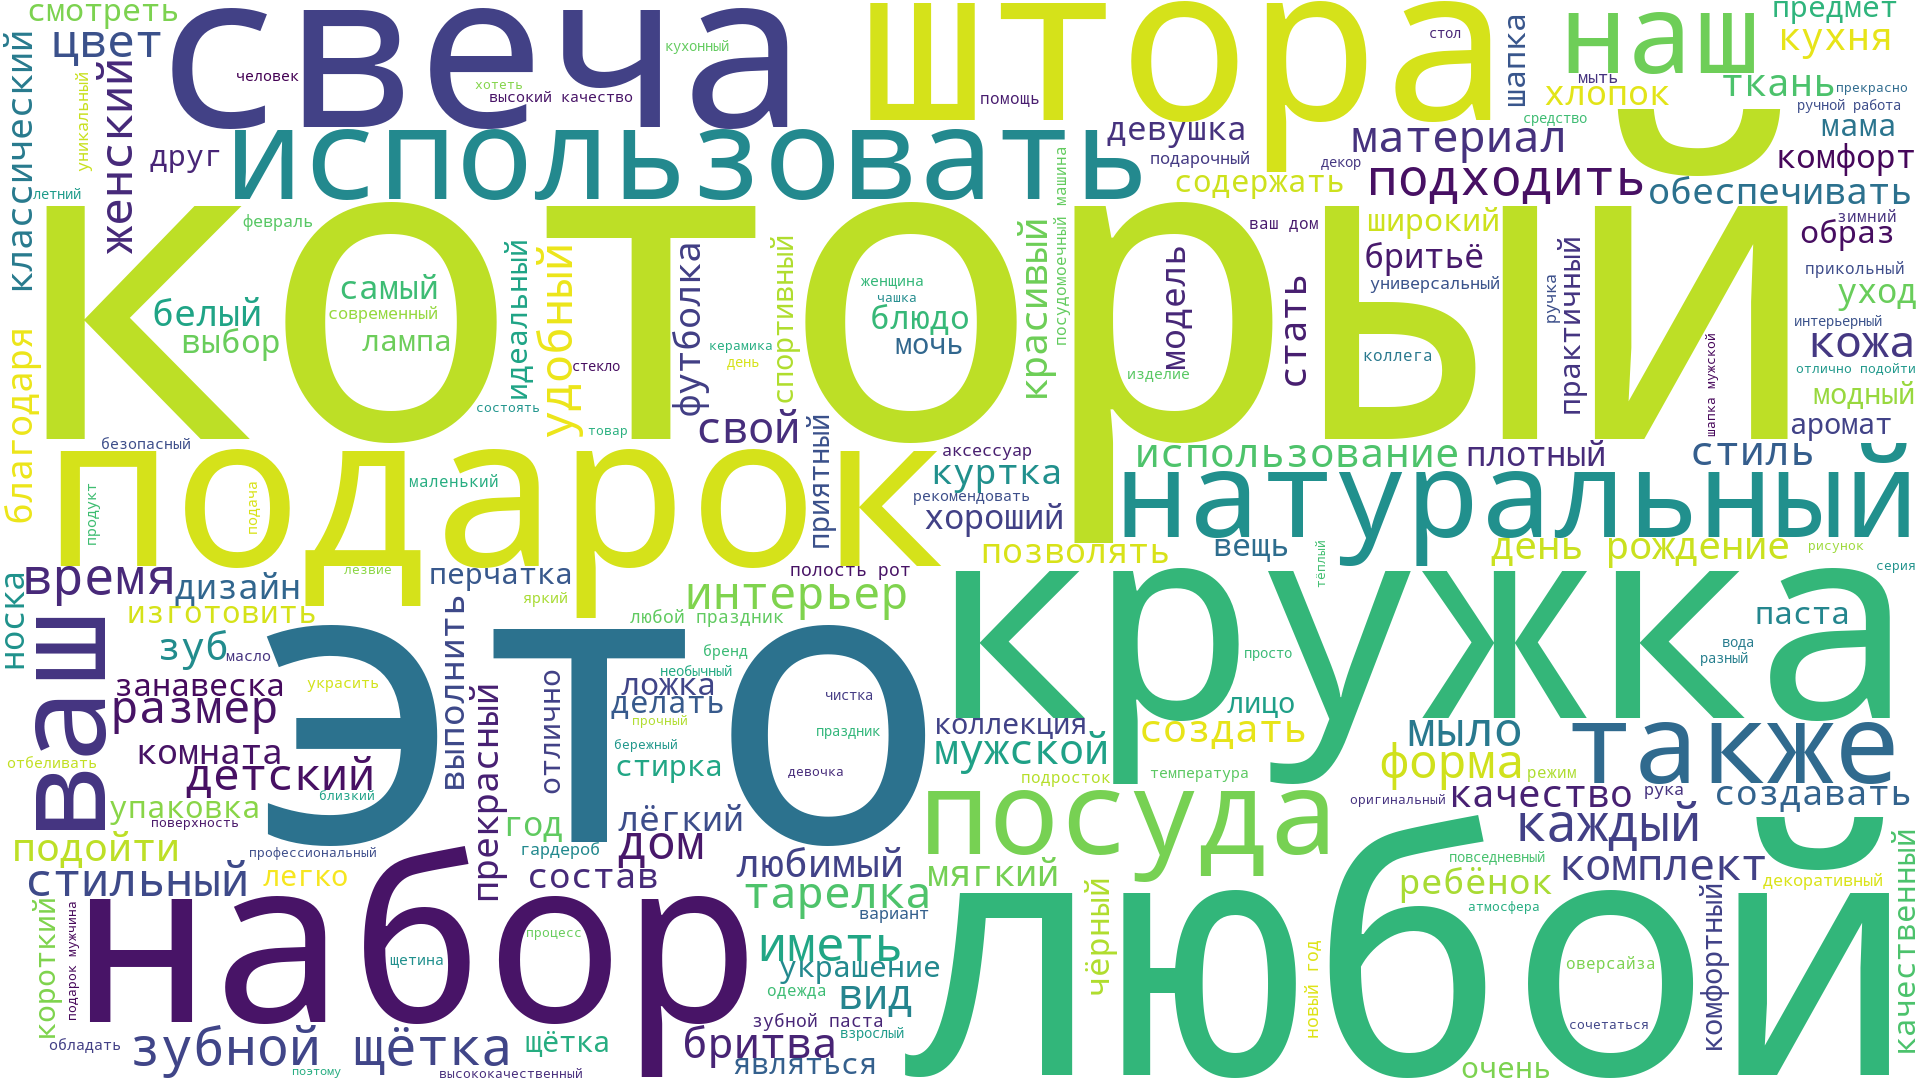 смотреть
свеча
штора
наш
предмет
цвет
кухонный
стол
шапка
кухня
классический
уникальный
женский
человек
хотеть
высокий качество
помощь
мыть
хлопок
ткань
прекрасно
ручной работа
средство
друг
использовать
девушка
материал
мама
подарочный
декор
комфорт
летний
содержать
подходить
обеспечивать
посудомоечный машина
который
февраль
ваш дом
широкий
зимний
образ
белый
самый
современный
выбор
лампа
идеальный
удобный
футболка
спортивный
женщина
чашка
блюдо
мочь
красивый
модель
стать
бритьё
универсальный
ручка
практичный
прикольный
уход
интерьерный
кожа
керамика
день
стекло
изделие
коллега
шапка мужской
отлично подойти
модный
благодаря
состоять
товар
свой
приятный
безопасный
подарок
аксессуар
куртка
рекомендовать
хороший
использование
плотный
стиль
аромат
натуральный
маленький
продукт
подача
позволять
вещь
день рождение
рисунок
тёплый
серия
носка
время
дизайн
лезвие
перчатка
яркий
полость рот
интерьер
любой праздник
изготовить
кружка
паста
вода
разный
ваш
зуб
масло
это
выполнить
бренд
необычный
просто
занавеска
украсить
размер
прекрасный
отлично
ложка
делать
прочный
чистка
праздник
лицо
коллекция
создать
мыло
также
комната
отбеливать
детский
близкий
бережный
стирка
девочка
мужской
подросток
температура
форма
режим
упаковка
поверхность
год
лёгкий
посуда
оригинальный
качество
рука
создавать
подойти
профессиональный
гардероб
дом
каждый
качественный
стильный
легко
состав
любимый
мягкий
повседневный
комплект
тарелка
ребёнок
декоративный
короткий
подарок мужчина
набор
вариант
чёрный
любой
атмосфера
комфортный
процесс
щетина
иметь
украшение
новый год
оверсайза
одежда
вид
обладать
зубной щётка
щётка
зубной паста
взрослый
бритва
сочетаться
поэтому
высококачественный
являться
очень